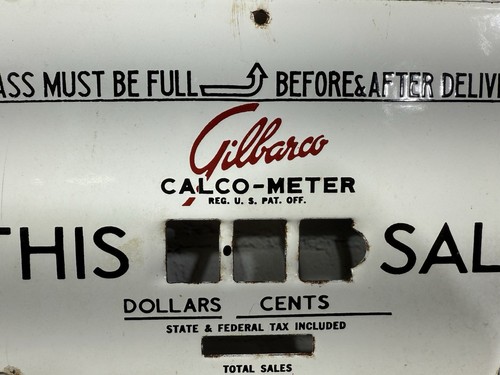 ASS MUST BE FULL BEFORE & AFTER DELIV
Gilbarco
CALCO-METER
REG. U. S. PAT. OFF.
THIS SAL
DOLLARS CENTS
STATE & FEDERAL TAX INCLUDED
TOTAL SALES